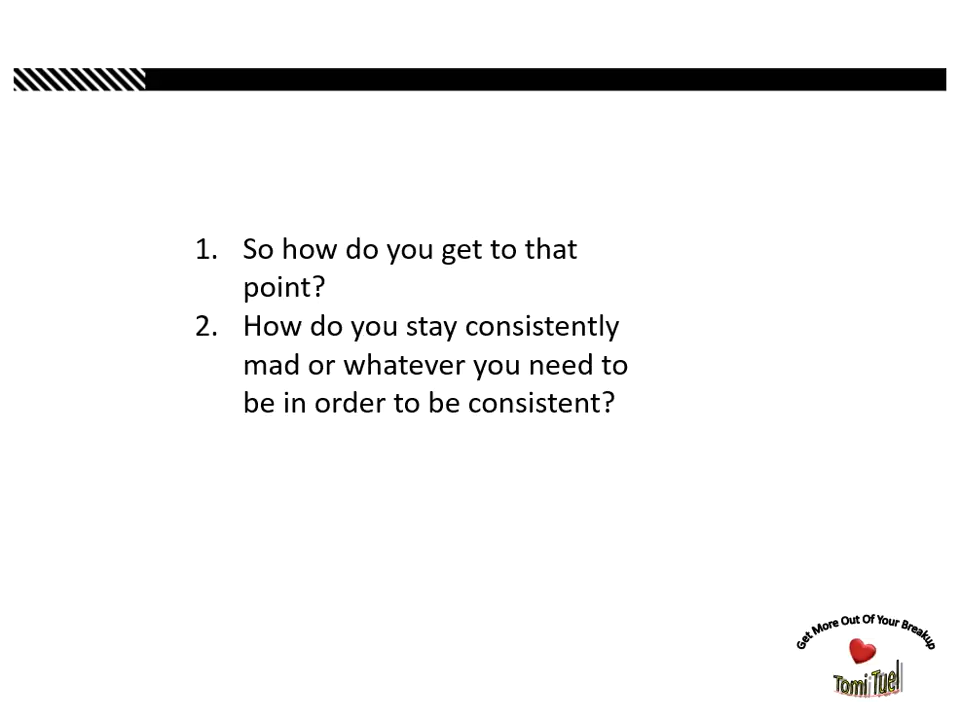 1. So how do you get to that
point?
2. How do you stay consistently
mad or whatever you need to
be in order to be consistent?
Get More Out Of Your Breakup
Tomi Tuel